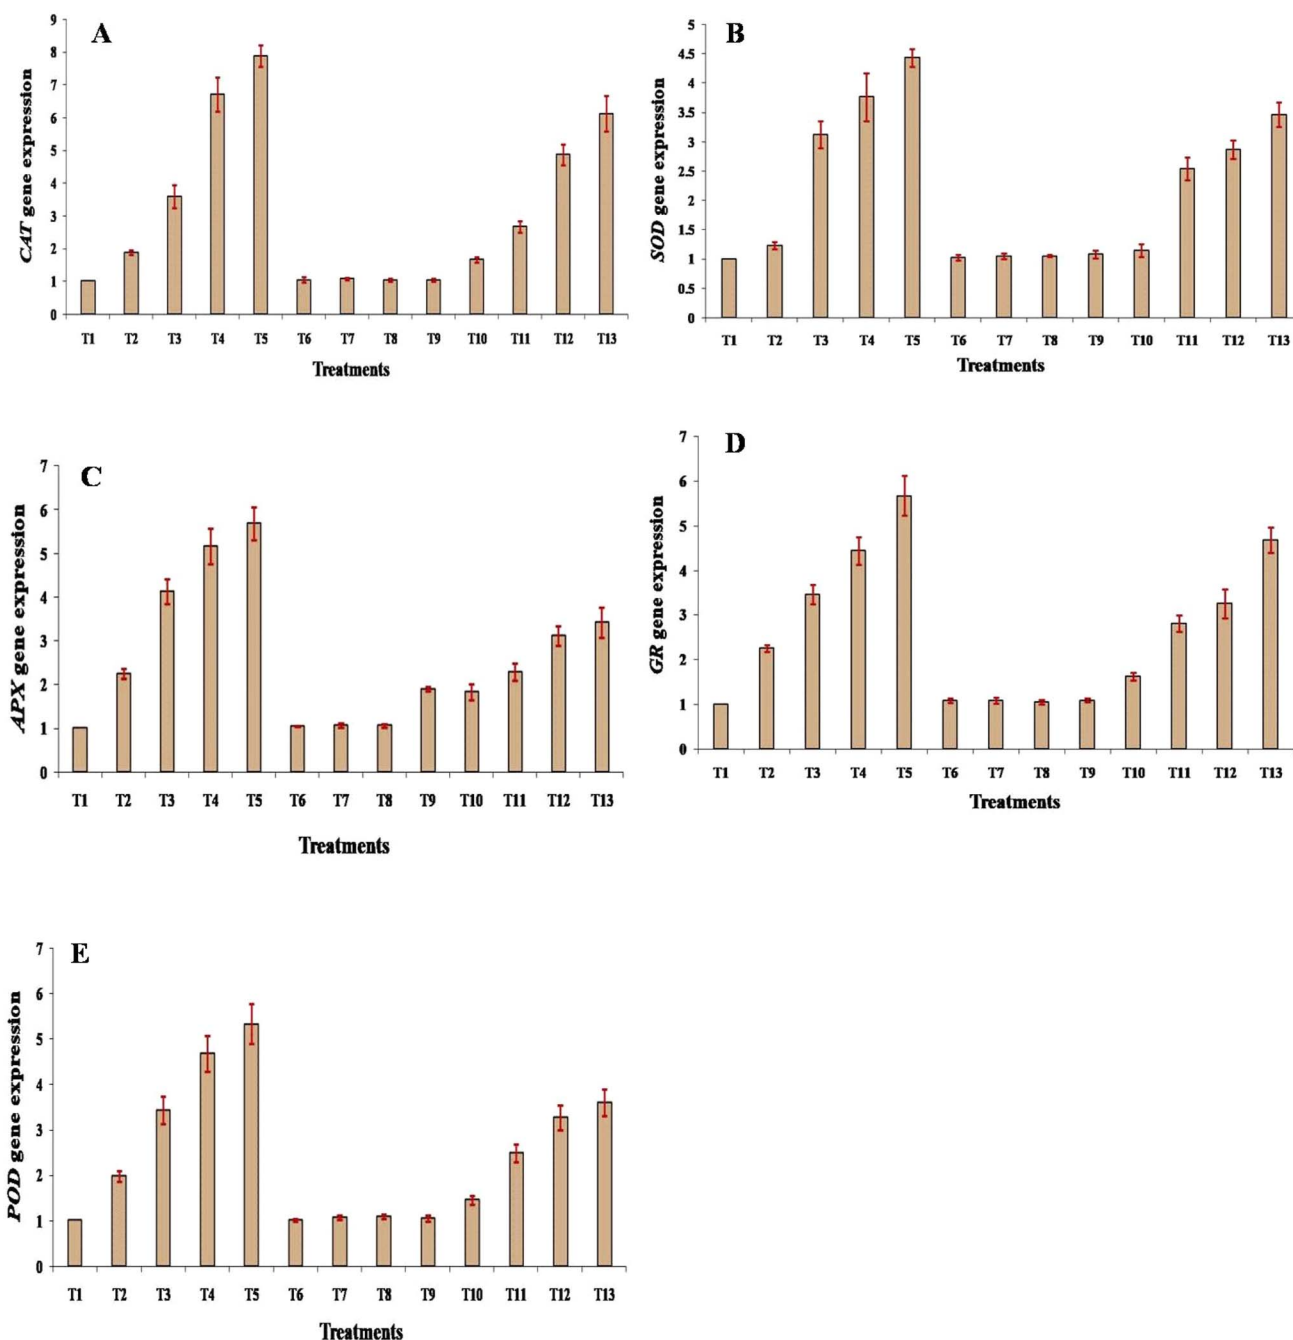 A
CAT gene expression
9
8
7
6
5
4
3
2
1
0
T1 T2 T3 T4 T5 T6 T7 T8 T9 T10 T11 T12 T13
Treatments
B
SOD gene expression
5
4.5
4
3.5
3
2.5
2
1.5
1
0.5
0
T1 T2 T3 T4 T5 T6 T7 T8 T9 T10 T11 T12 T13
Treatments
C
APX gene expression
7
6
5
4
3
2
1
0
T1 T2 T3 T4 T5 T6 T7 T8 T9 T10 T11 T12 T13
Treatments
D
GR gene expression
7
6
5
4
3
2
1
0
T1 T2 T3 T4 T5 T6 T7 T8 T9 T10 T11 T12 T13
Treatments
E
POD gene expression
7
6
5
4
3
2
1
0
T1 T2 T3 T4 T5 T6 T7 T8 T9 T10 T11 T12 T13
Treatments